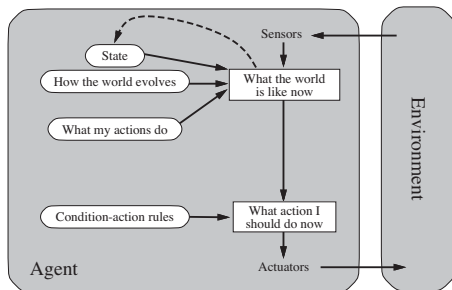 Sensors
State
How the world evolves
What the world
is like now
What my actions do
Environment
Condition-action rules
What action I
should do now
Agent
Actuators